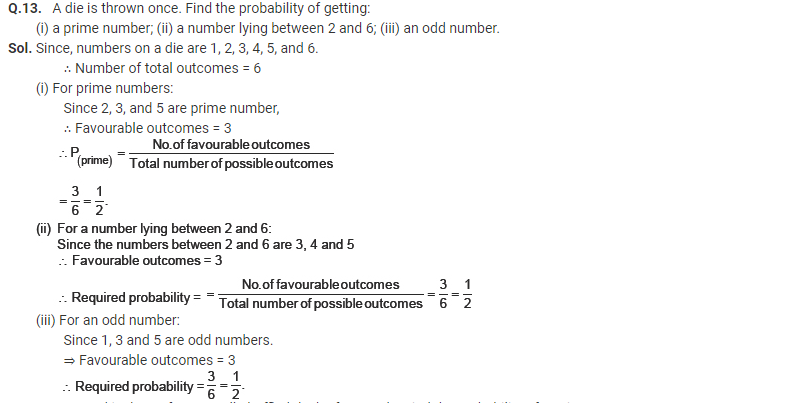 Q.13. A die is thrown once. Find the probability of getting:
(i) a prime number; (ii) a number lying between 2 and 6; (iii) an odd number.
Sol. Since, numbers on a die are 1, 2, 3, 4, 5, and 6.
∴ Number of total outcomes = 6
(i) For prime numbers:
Since 2, 3, and 5 are prime number,
∴ Favourable outcomes = 3
∴ P(prime) = No. of favourable outcomes / Total number of possible outcomes
= 3/6 = 1/2.
(ii) For a number lying between 2 and 6:
Since the numbers between 2 and 6 are 3, 4 and 5
∴ Favourable outcomes = 3
∴ Required probability = = No. of favourable outcomes / Total number of possible outcomes = 3/6 = 1/2
(iii) For an odd number:
Since 1, 3 and 5 are odd numbers.
⇒ Favourable outcomes = 3
∴ Required probability = 3/6 = 1/2.